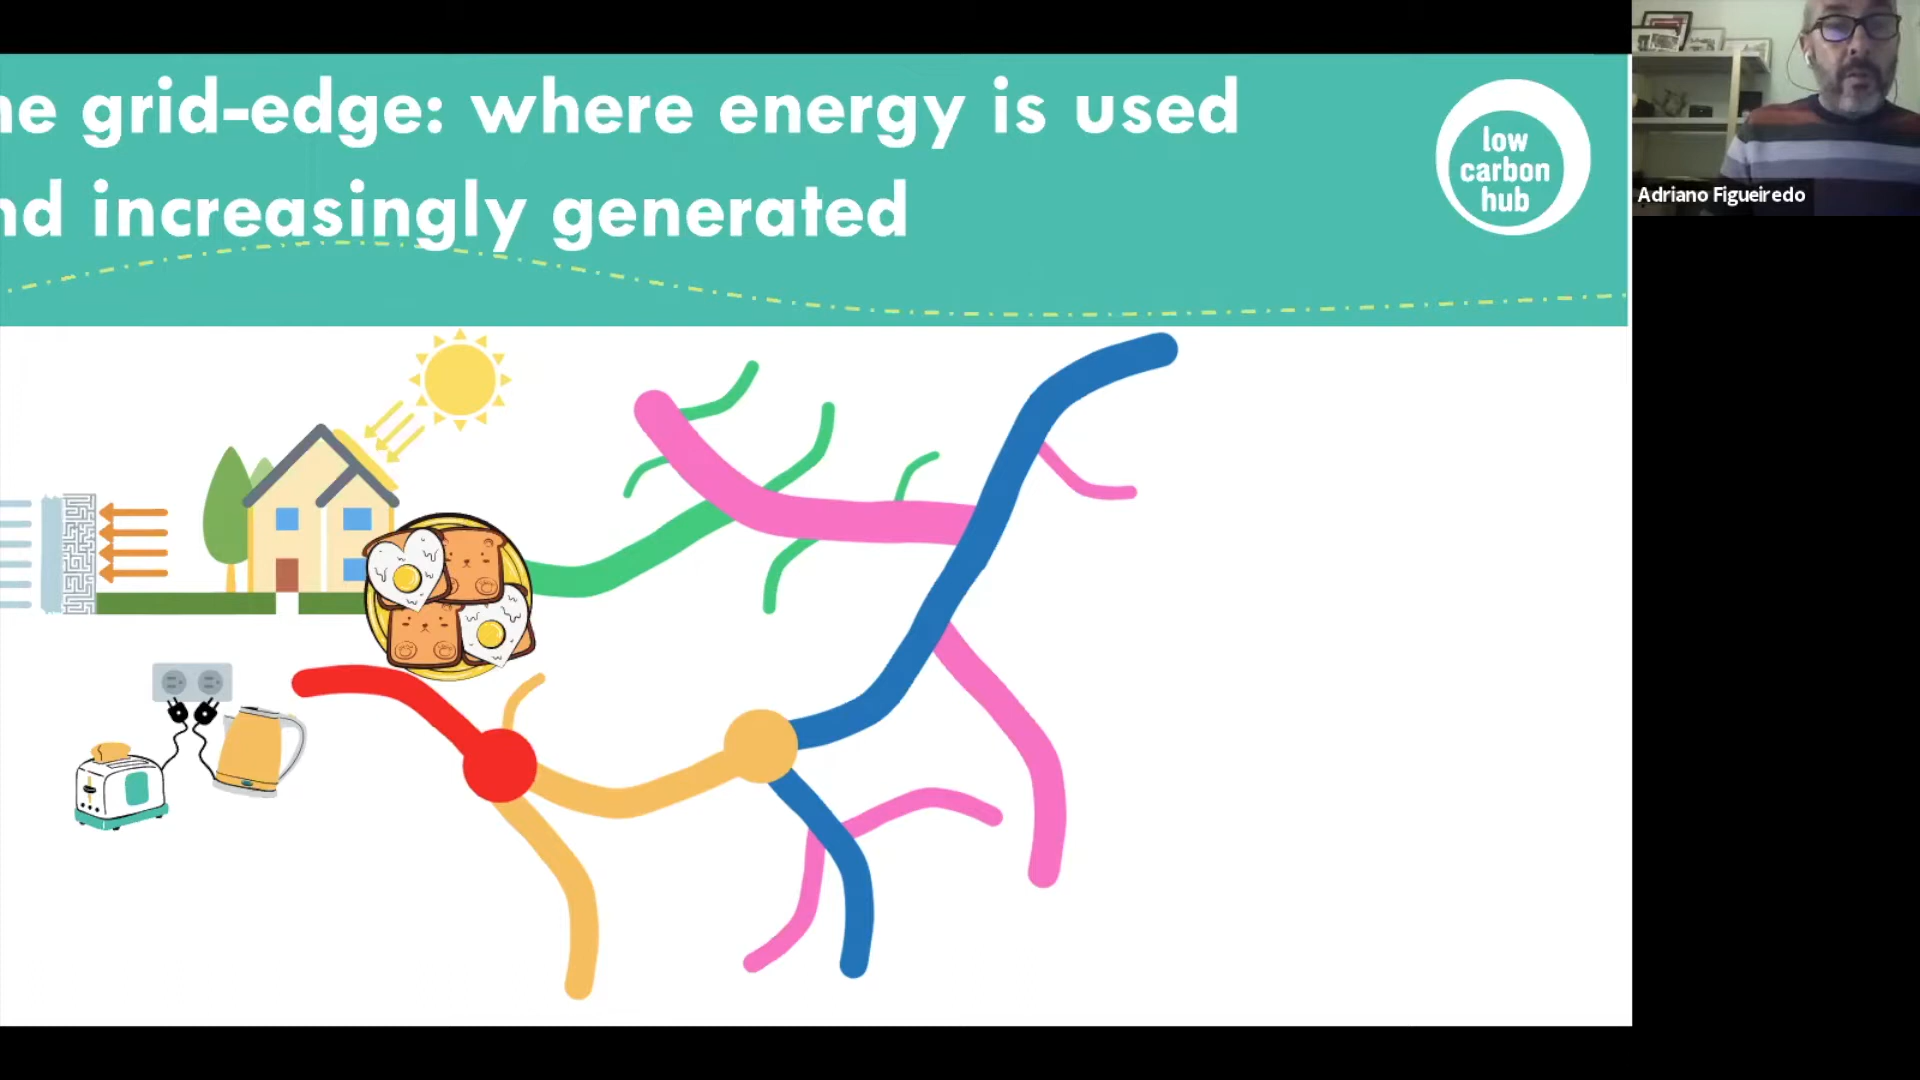 ne grid-edge: where energy is used
nd increasingly generated
low
carbon
hub
Adriano Figueiredo